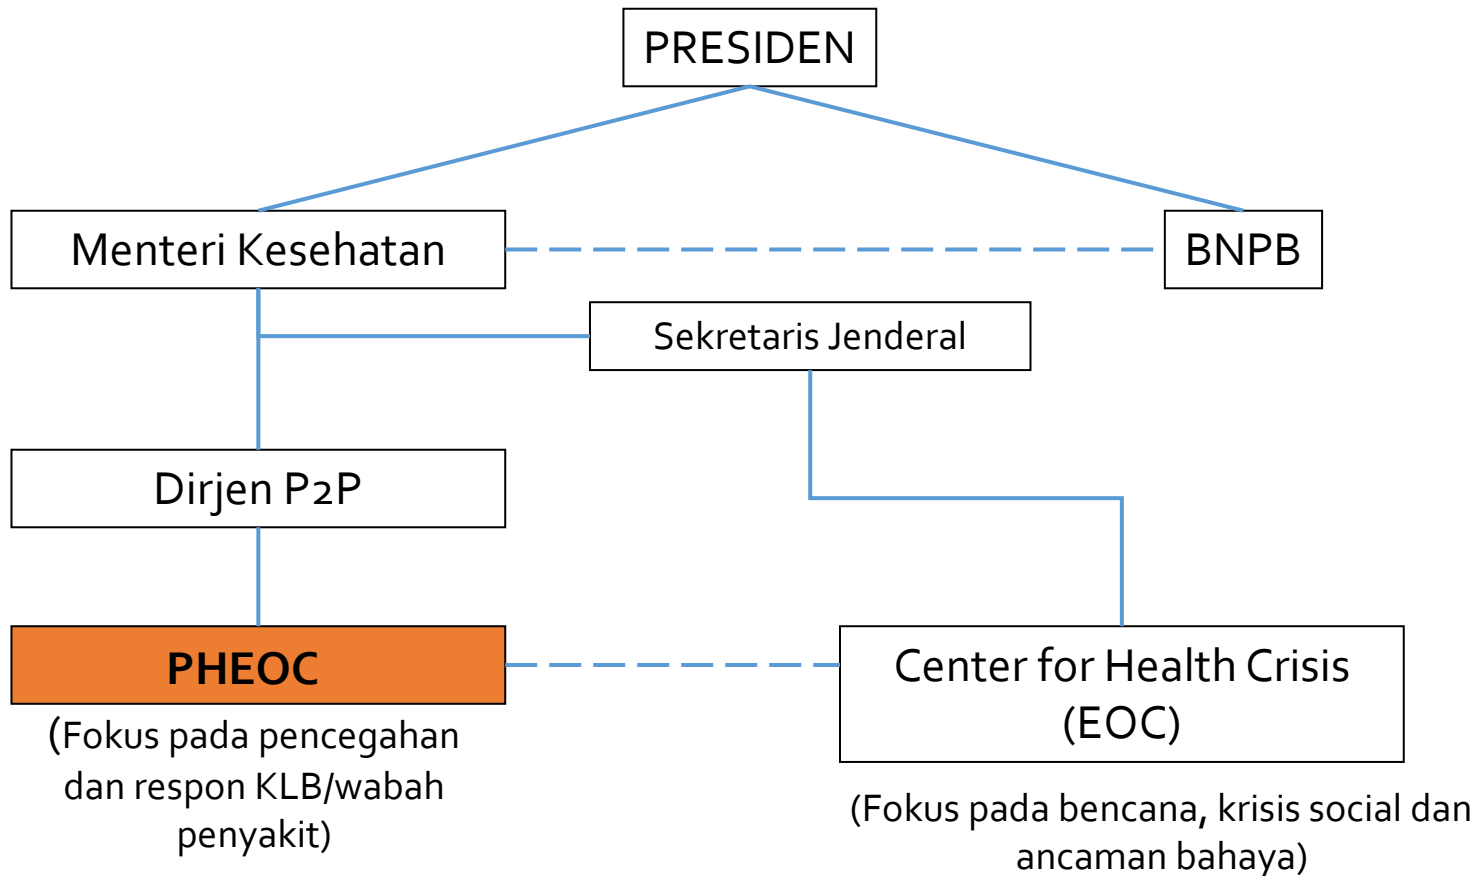 PRESIDEN
Menteri Kesehatan
BNPB
Sekretaris Jenderal
Dirjen P2P
PHEOC
(Fokus pada pencegahan
dan respon KLB/wabah
penyakit)
Center for Health Crisis
(EOC)
(Fokus pada bencana, krisis social dan
ancaman bahaya)